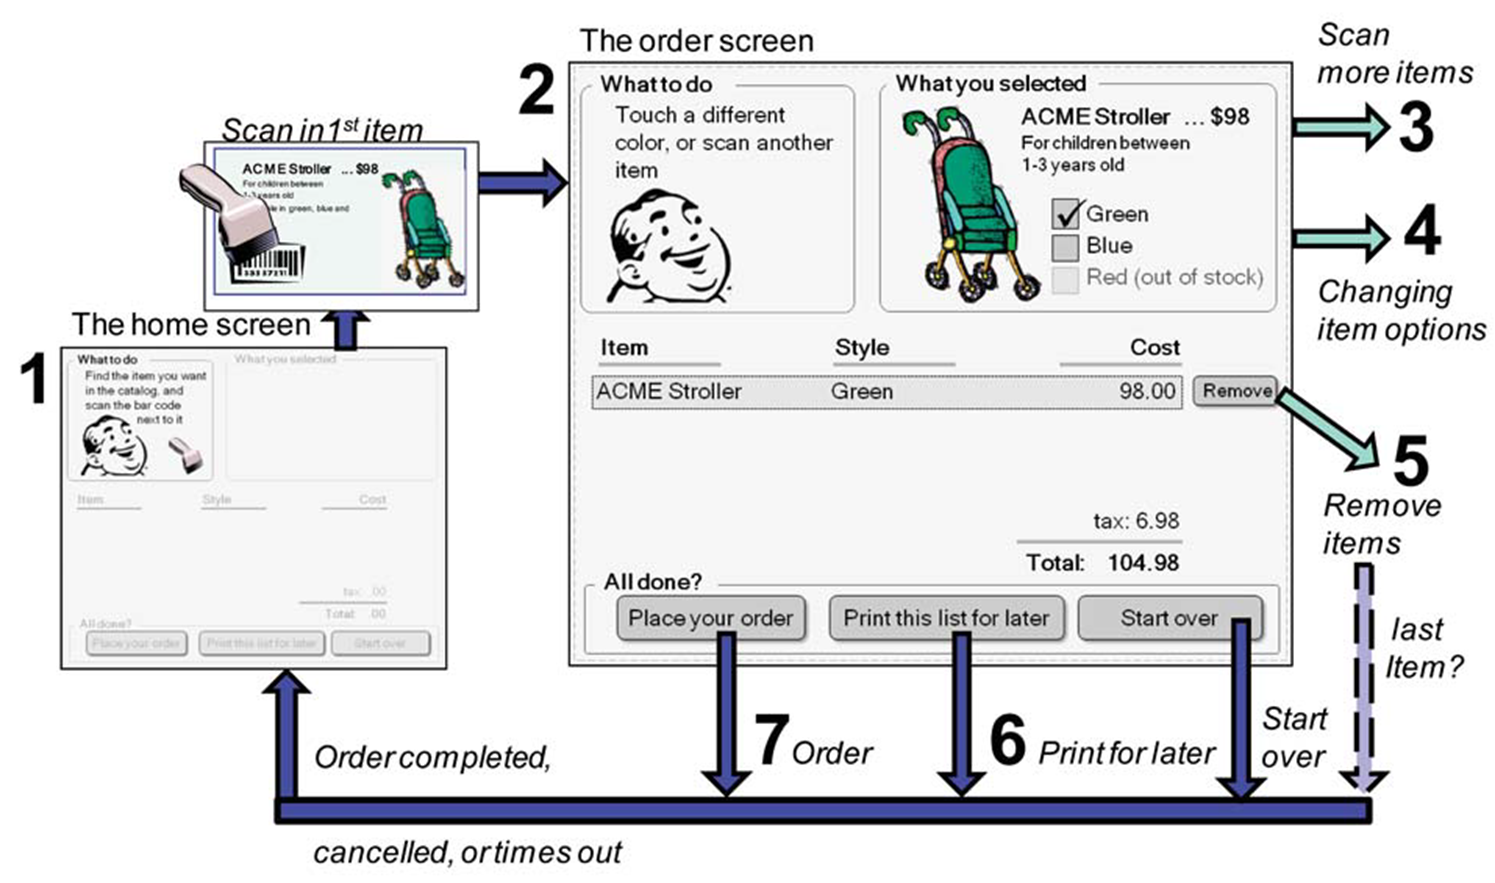 The order screen
2
What to do
Touch a different
color, or scan another
item
What you selected
ACME Stroller ... $98
For children between
1-3 years old
Green
Blue
Red (out of stock)
Item Style Cost
ACME Stroller Green 98.00 Remove
tax: 6.98
Total: 104.98
All done?
Place your order Print this list for later Start over
Scan
more items
3
4
Changing
item options
5
Remove
items
last
Item?
Scan in 1st item
ACME Stroller ... $98
For children between
years old
in green, blue and
The home screen
1
What to do
Find the item you want
in the catalog, and
scan the bar code
next to it
What you selected
Item Style Cost
tax: .00
Total: .00
All done?
Place your order Print this list for later Start over
7 Order
6 Print for later
Start
over
Order completed,
cancelled, or times out